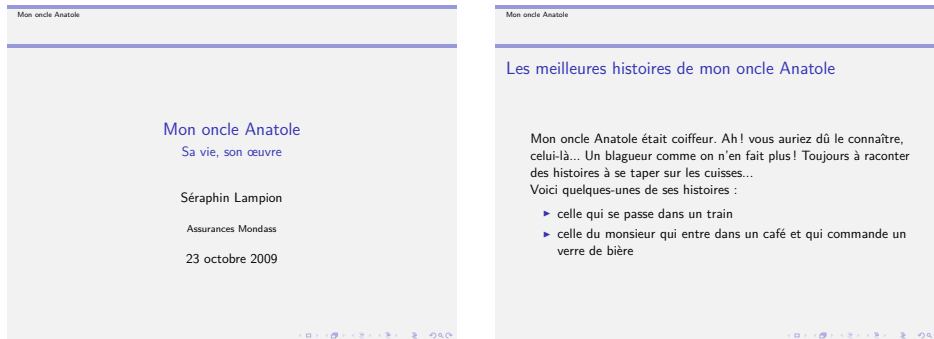 Mon oncle Anatole
Mon oncle Anatole
Sa vie, son œuvre
Séraphin Lampion
Assurances Mondass
23 octobre 2009
Mon oncle Anatole
Les meilleures histoires de mon oncle Anatole
Mon oncle Anatole était coiffeur. Ah ! vous auriez dû le connaître,
celui-là... Un blagueur comme on n'en fait plus ! Toujours à raconter
des histoires à se taper sur les cuisses...
Voici quelques-unes de ses histoires :
celle qui se passe dans un train
celle du monsieur qui entre dans un café et qui commande un
verre de bière